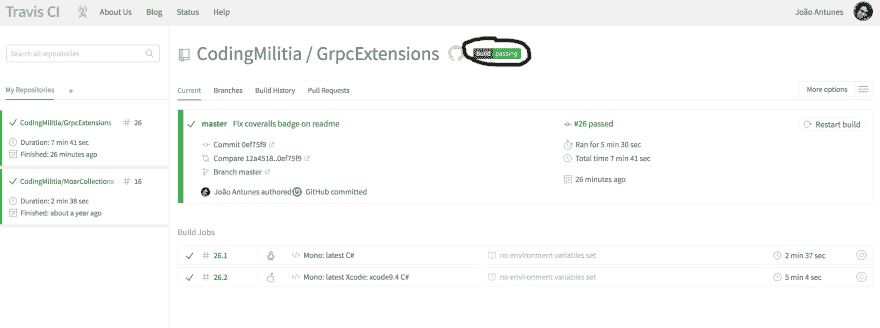 Travis CI About Us Blog Status Help João Antunes
Search all repositories
CodingMilitia / GrpcExtensions build passing
My Repositories +
Current Branches Build History Pull Requests More options
CodingMilitia/GrpcExtensions # 26
Duration: 7 min 41 sec
Finished: 26 minutes ago
CodingMilitia/MoarCollections # 16
Duration: 2 min 38 sec
Finished: about a year ago
master Fix coveralls badge on readme
#26 passed
Restart build
Commit 0ef75f9
Ran for 5 min 30 sec
Compare 12a4518..0ef75f9
Total time 7 min 41 sec
Branch master
26 minutes ago
João Antunes authored GitHub committed
Build Jobs
# 26.1 </> Mono: latest C# no environment variables set 2 min 37 sec
# 26.2 </> Mono: latest Xcode: xcode9.4 C# no environment variables set 5 min 4 sec